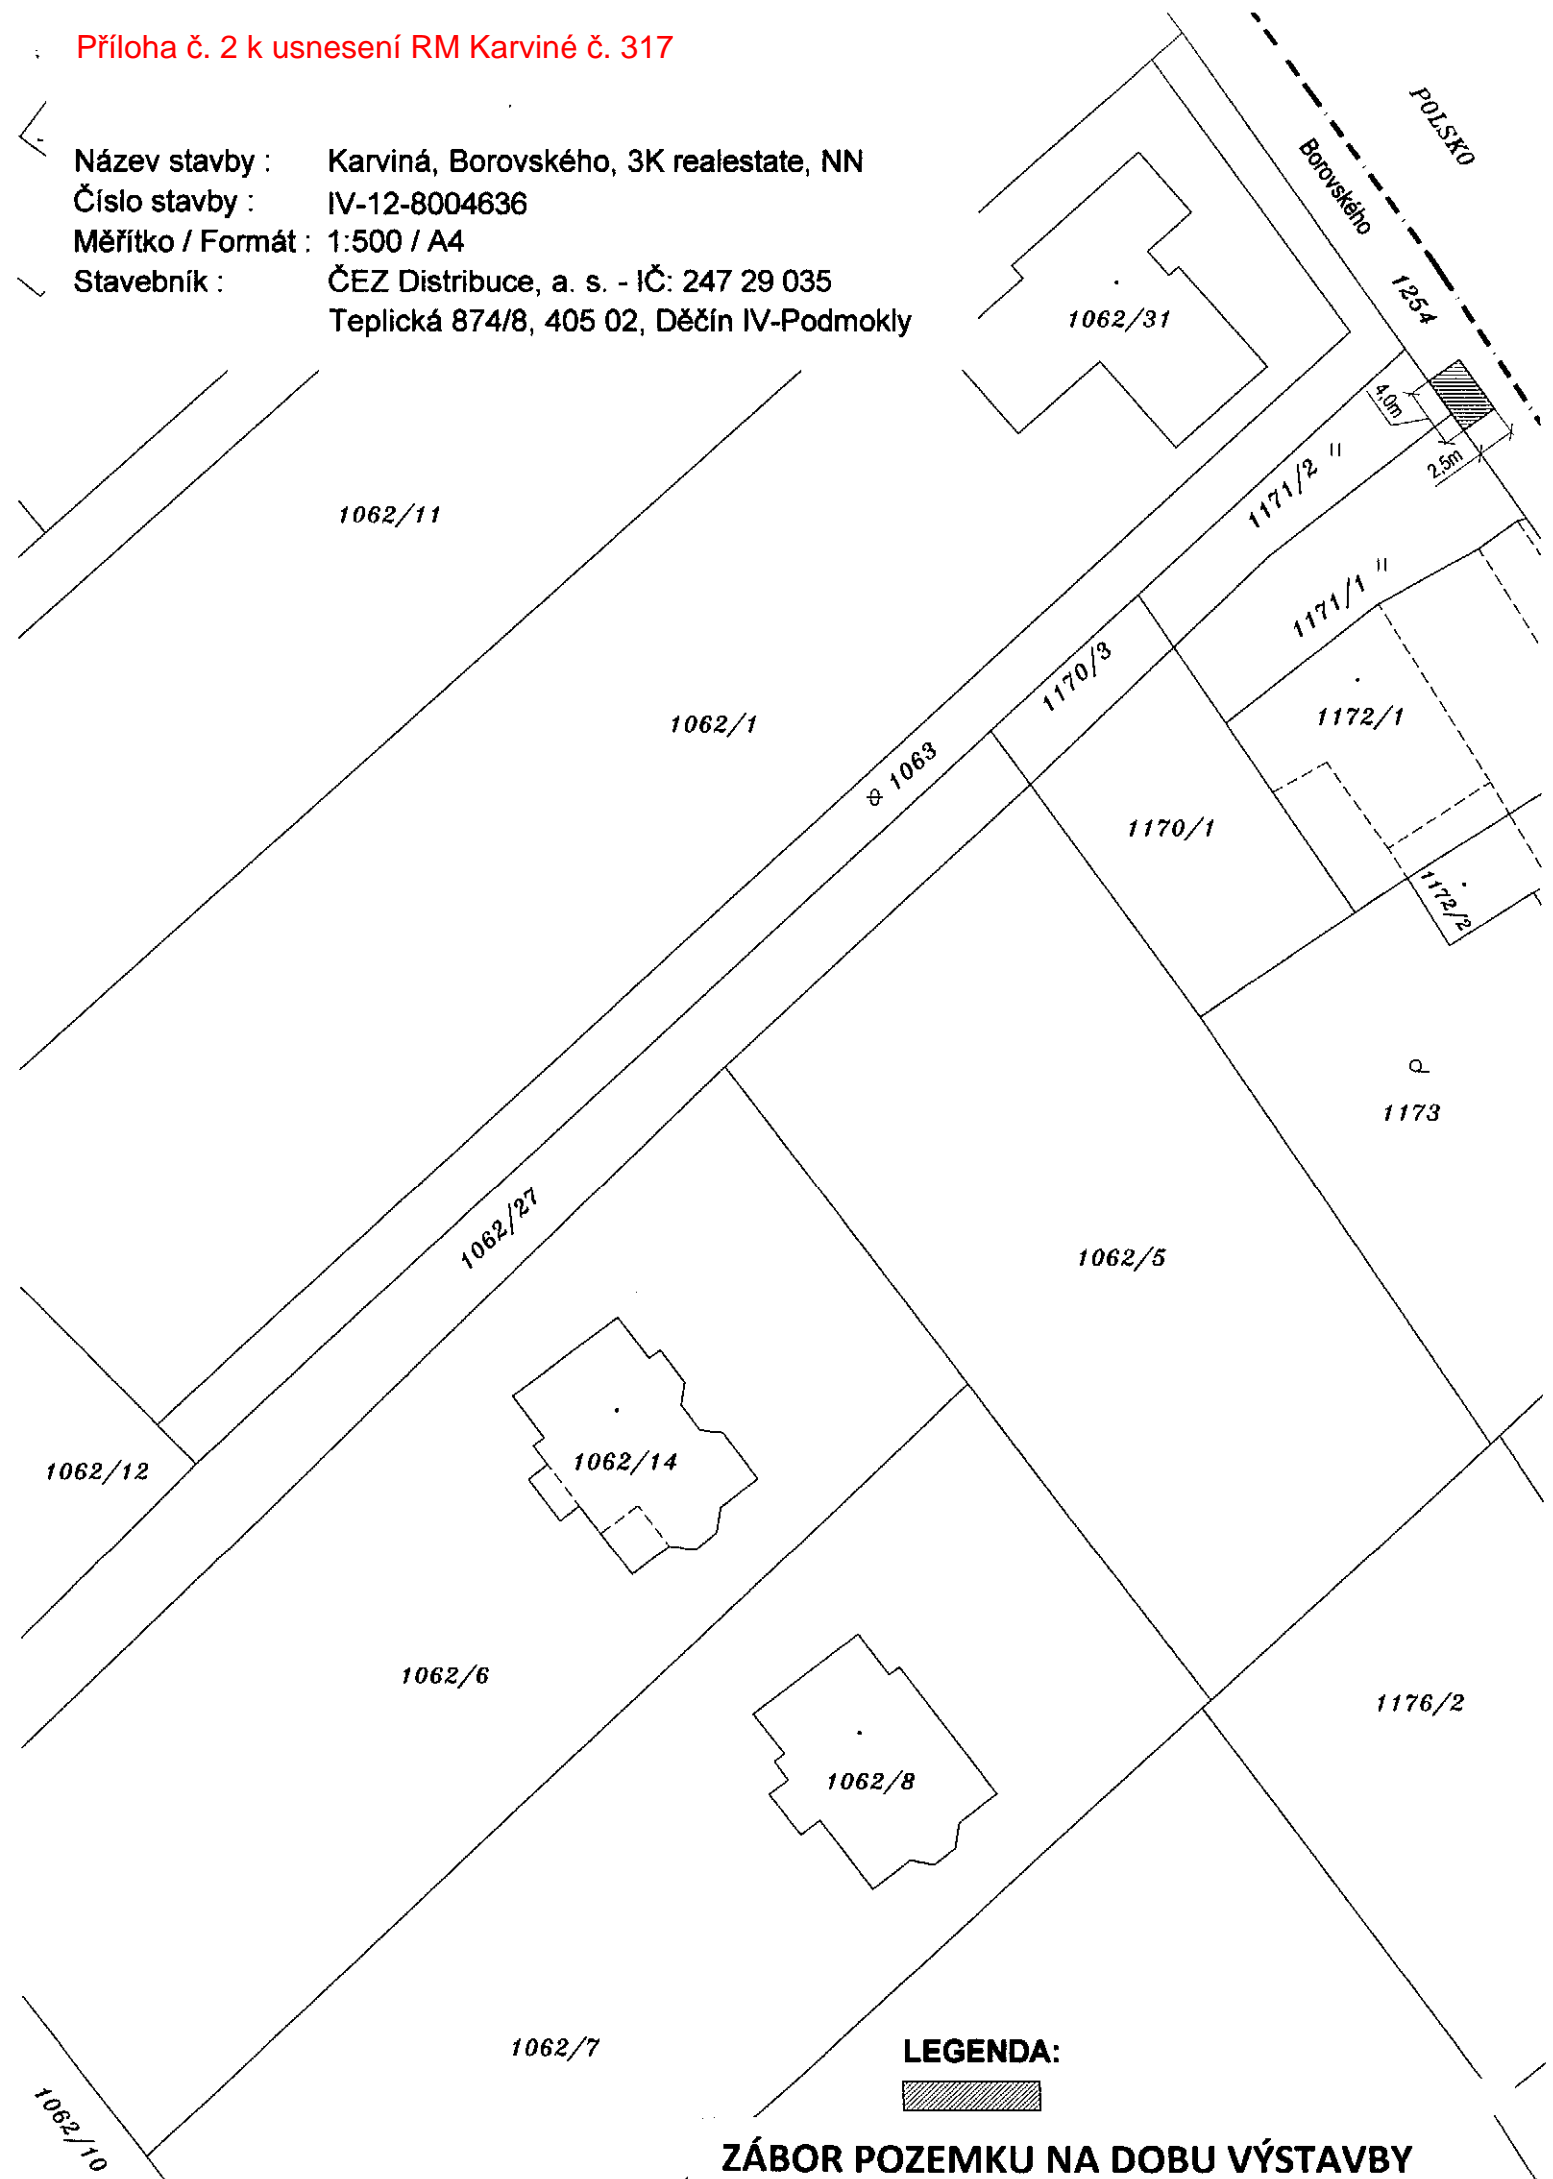 Příloha č. 2 k usnesení RM Karviné č. 317
Název stavby : Karviná, Borovského, 3K realestate, NN
Číslo stavby : IV-12-8004636
Měřítko / Formát : 1:500 / A4
Stavebník : ČEZ Distribuce, a. s. - IČ: 247 29 035
Teplická 874/8, 405 02, Děčín IV-Podmokly
POLSKO
Borovského
1254
1062/31
4,0m
2,5m
1171/2
1062/11
1171/1
1170/3
1062/1
1172/1
1063
1170/1
1172/2
1173
1062/27
1062/5
1062/14
1062/12
1062/6
1176/2
1062/8
1062/7
1062/10
LEGENDA:
ZÁBOR POZEMKU NA DOBU VÝSTAVBY